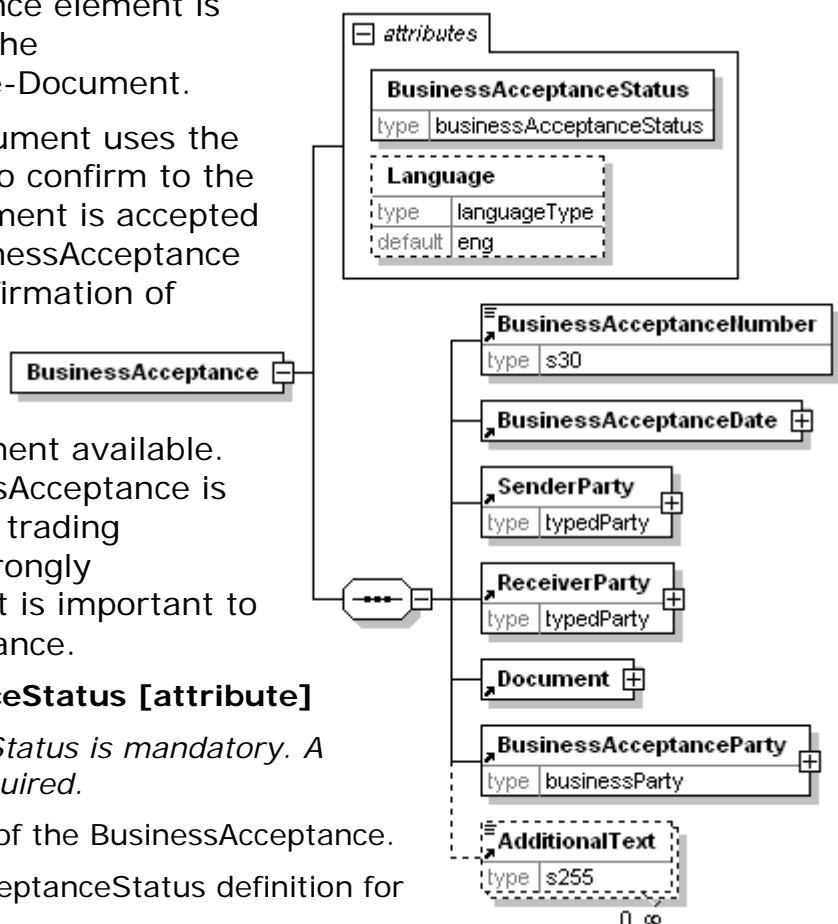 nce element is
the
e-Document.
ument uses the
to confirm to the
ment is accepted
nessAcceptance
firmation of
ment available.
sAcceptance is
trading
rongly
t is important to
ance.
ceStatus [attribute]
Status is mandatory. A
uired.
of the BusinessAcceptance.
eptanceStatus definition for
attributes
BusinessAcceptanceStatus
type businessAcceptanceStatus
Language
type languageType
default eng
BusinessAcceptance
BusinessAcceptanceNumber
type s30
BusinessAcceptanceDate
SenderParty
type typedParty
ReceiverParty
type typedParty
Document
BusinessAcceptanceParty
type businessParty
AdditionalText
type s255
0..∞